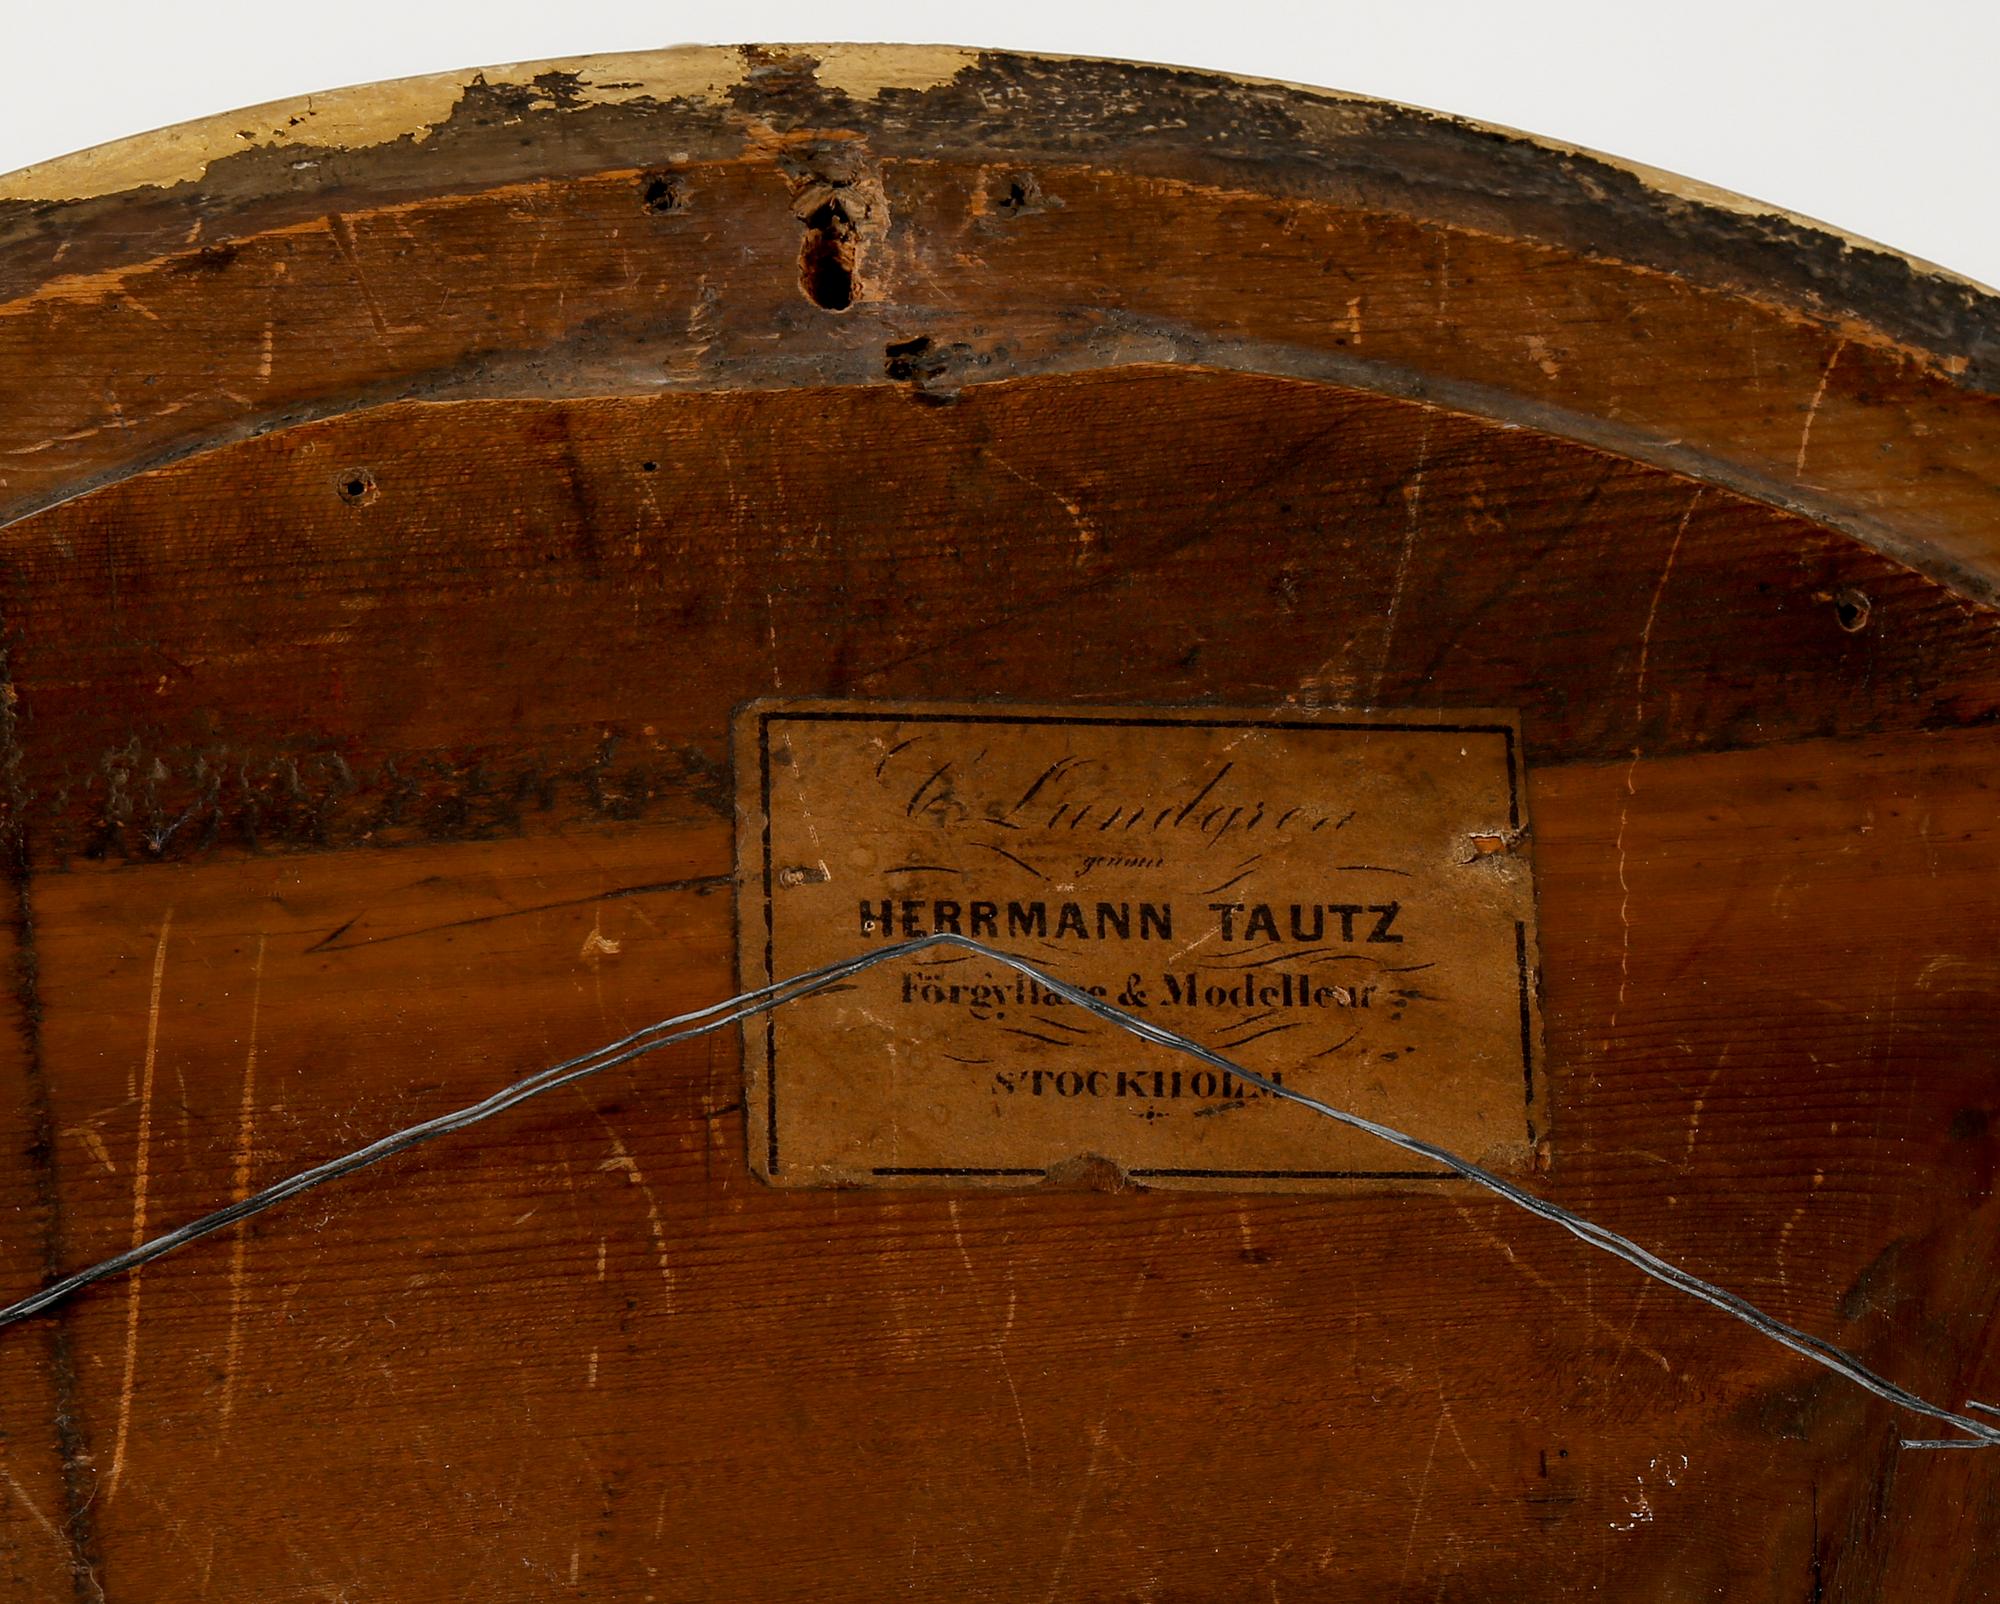 Lundgren
genom
HERRMANN TAUTZ
Förgyllare & Modelleur
STOCKHOLM